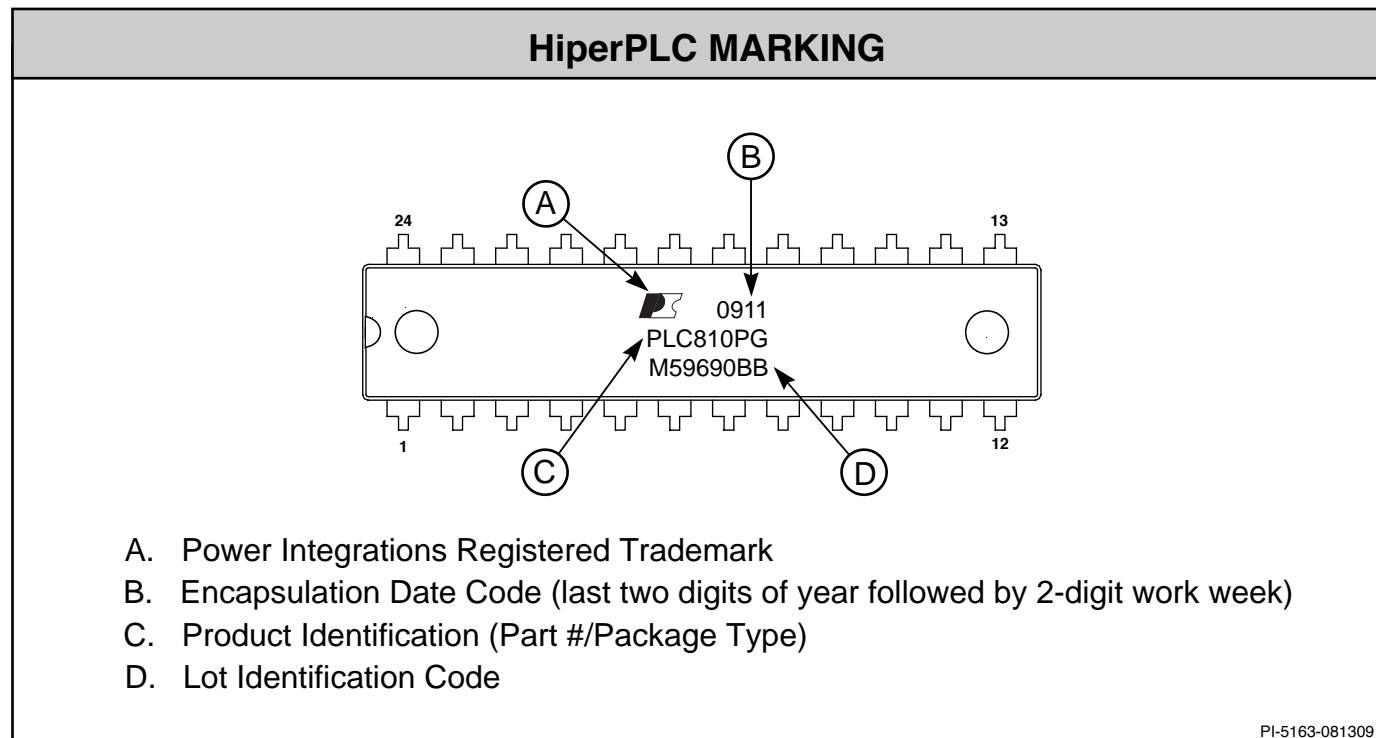 HiperPLC MARKING
B
A
24
13
0911
PLC810PG
M59690BB
1
12
C
D
A. Power Integrations Registered Trademark
B. Encapsulation Date Code (last two digits of year followed by 2-digit work week)
C. Product Identification (Part #/Package Type)
D. Lot Identification Code
PI-5163-081309